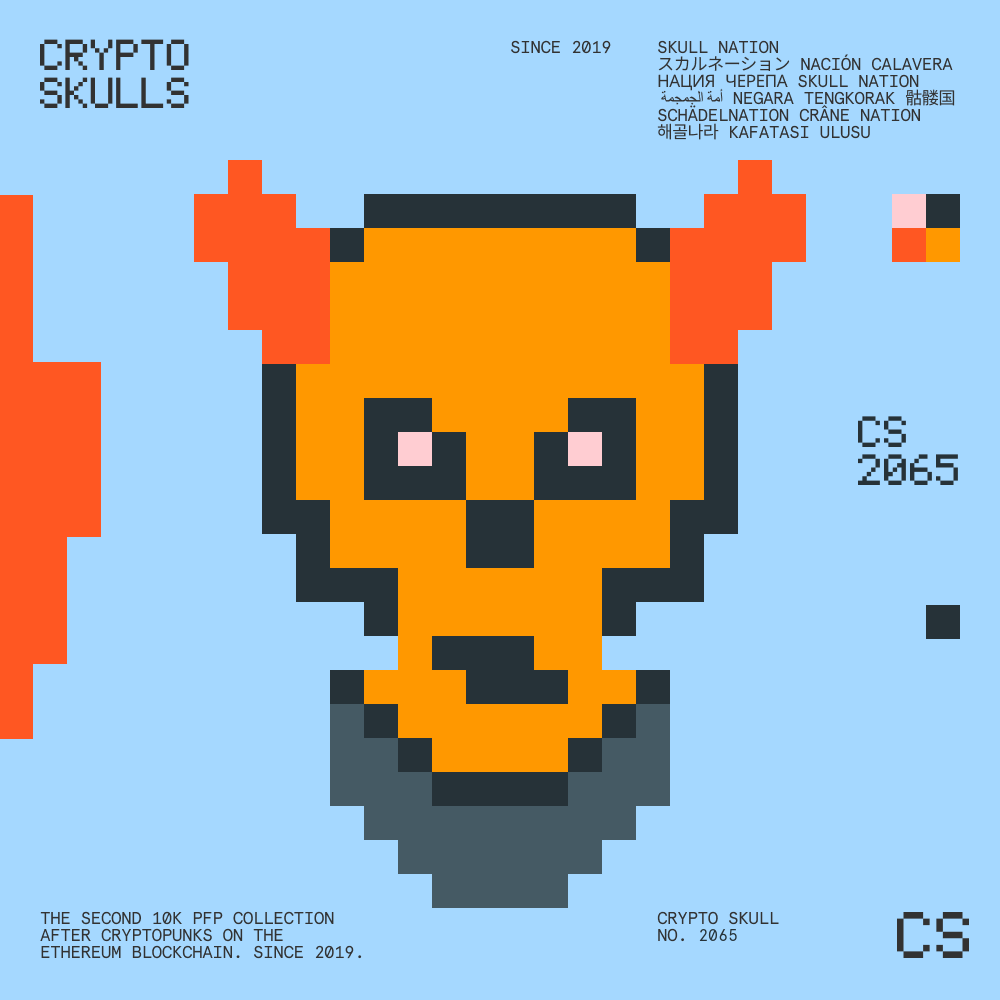 CRYPTO
SKULLS
SINCE 2019
SKULL NATION
スカルネーション NACIÓN CALAVERA
НАЦИЯ ЧЕРЕПА SKULL NATION
أمة الجمجمة NEGARA TENGKORAK 骷髅国
SCHÄDELNATION CRÂNE NATION
해골나라 KAFATASI ULUSU
CS
2065
THE SECOND 10K PFP COLLECTION
AFTER CRYPTOPUNKS ON THE
ETHEREUM BLOCKCHAIN. SINCE 2019.
CRYPTO SKULL
NO. 2065
CS